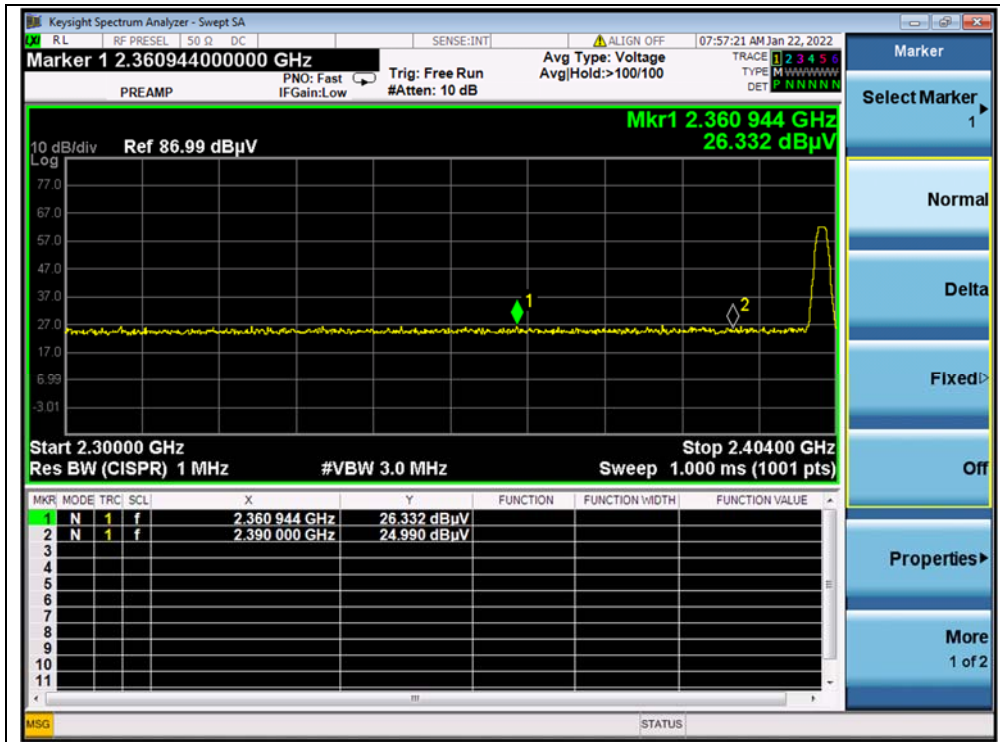 Keysight Spectrum Analyzer - Swept SA
LXI RL RF PRESEL 50 Ω DC SENSE:INT ALIGN OFF 07:57:21 AM Jan 22, 2022
Marker 1 2.360944000000 GHz
PREAMP
PNO: Fast
IFGain:Low
Trig: Free Run
#Atten: 10 dB
Avg Type: Voltage
Avg|Hold:>100/100
TRACE 1 2 3 4 5 6
TYPE M WWWWW
DET P N N N N N
Mkr1 2.360 944 GHz
26.332 dBµV
10 dB/div Ref 86.99 dBµV
Log
77.0
67.0
57.0
47.0
37.0
27.0
17.0
6.99
-3.01
1
2
Start 2.30000 GHz Stop 2.40400 GHz
Res BW (CISPR) 1 MHz #VBW 3.0 MHz Sweep 1.000 ms (1001 pts)
MKR MODE TRC SCL X Y FUNCTION FUNCTION WIDTH FUNCTION VALUE
1 N 1 f 2.360 944 GHz 26.332 dBµV
2 N 1 f 2.390 000 GHz 24.990 dBµV
3
4
5
6
7
8
9
10
11
MSG STATUS
Marker
Select Marker
1
Normal
Delta
Fixed
Off
Properties
More
1 of 2